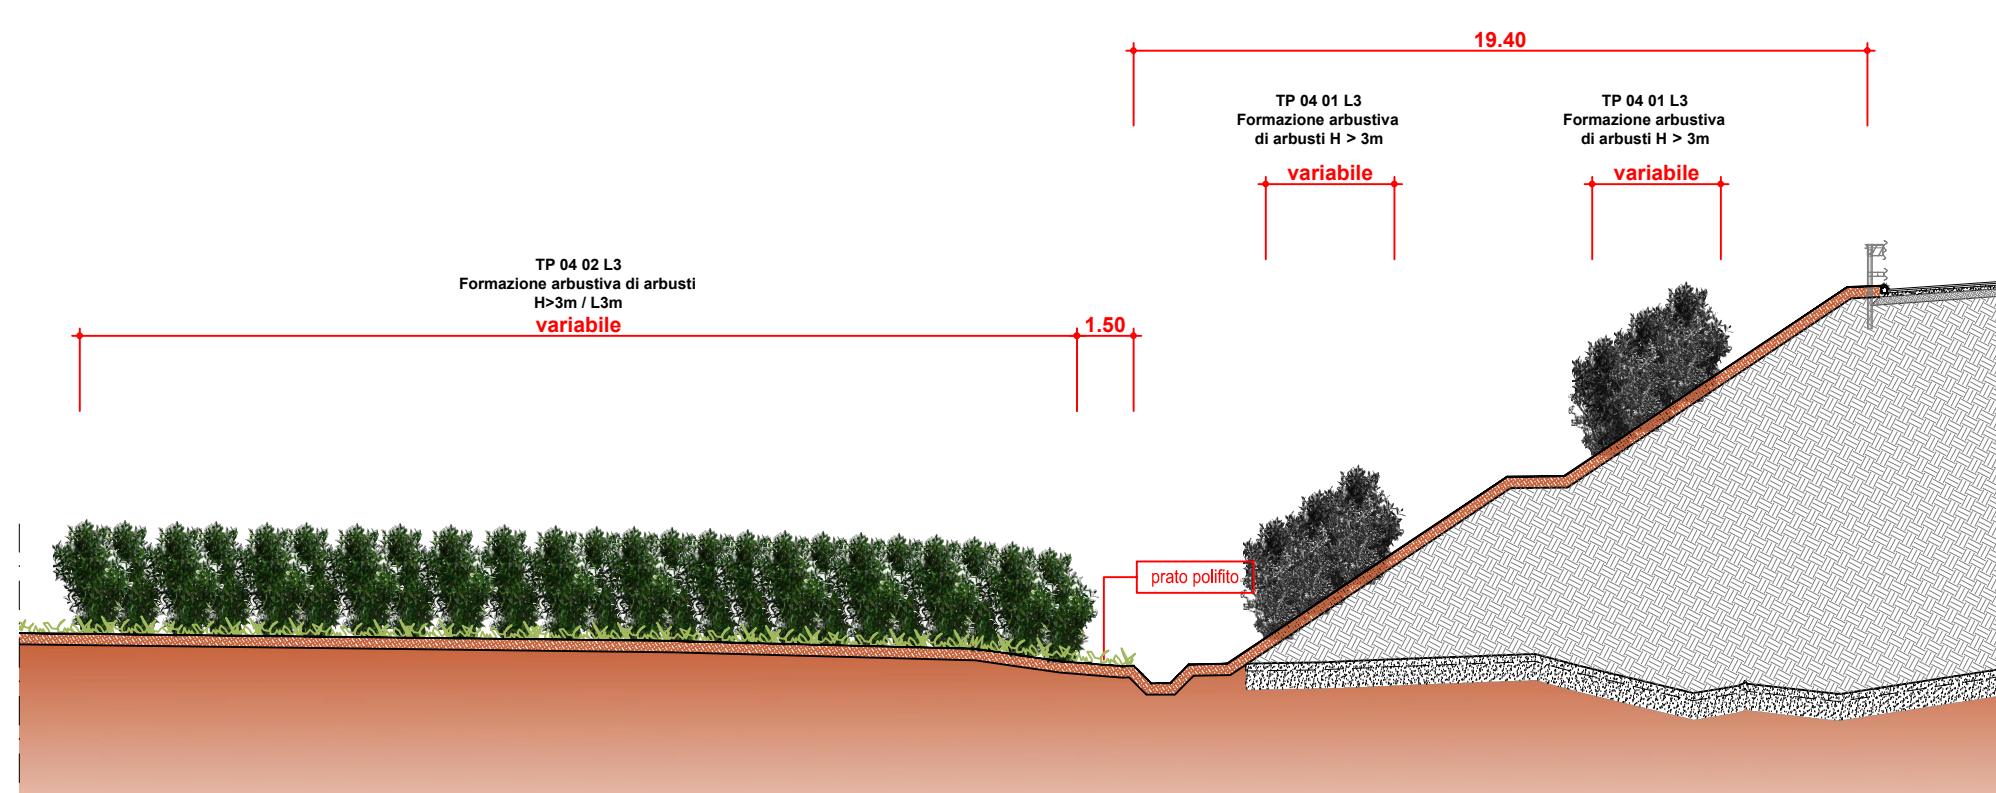 19.40
TP 04 01 L3
Formazione arbustiva
di arbusti H > 3m
variabile
TP 04 01 L3
Formazione arbustiva
di arbusti H > 3m
variabile
TP 04 02 L3
Formazione arbustiva di arbusti
H>3m / L3m
variabile
1.50
prato polifito